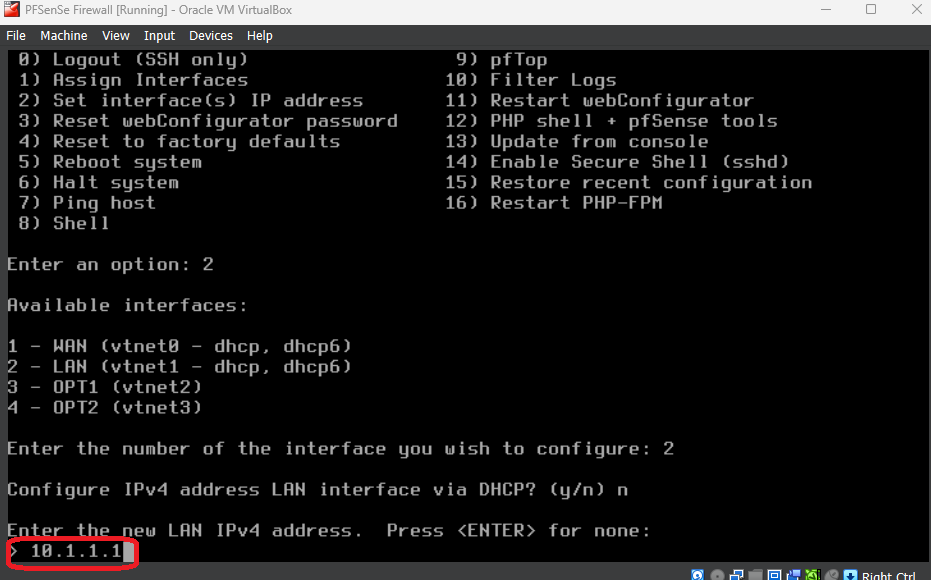 PFSenSe Firewall [Running] - Oracle VM VirtualBox
File Machine View Input Devices Help
0) Logout (SSH only) 9) pfTop
1) Assign Interfaces 10) Filter Logs
2) Set interface(s) IP address 11) Restart webConfigurator
3) Reset webConfigurator password 12) PHP shell + pfSense tools
4) Reset to factory defaults 13) Update from console
5) Reboot system 14) Enable Secure Shell (sshd)
6) Halt system 15) Restore recent configuration
7) Ping host 16) Restart PHP-FPM
8) Shell
Enter an option: 2
Available interfaces:
1 - WAN (vtnet0 - dhcp, dhcp6)
2 - LAN (vtnet1 - dhcp, dhcp6)
3 - OPT1 (vtnet2)
4 - OPT2 (vtnet3)
Enter the number of the interface you wish to configure: 2
Configure IPv4 address LAN interface via DHCP? (y/n) n
Enter the new LAN IPv4 address.  Press <ENTER> for none:
> 10.1.1.1
Right Ctrl